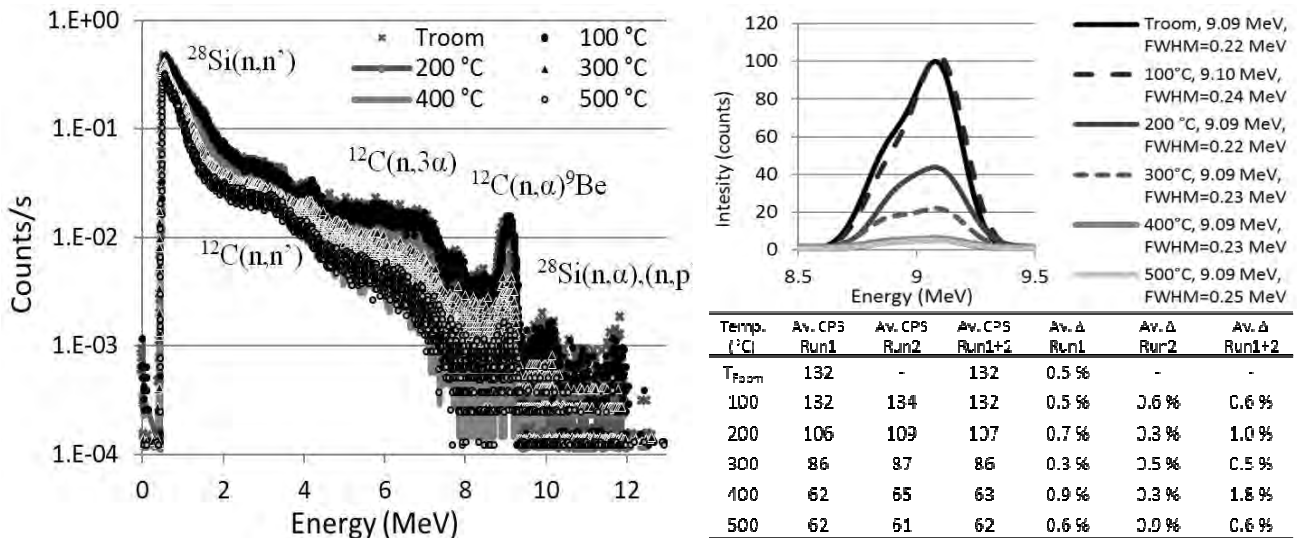 1.E+00
1.E-01
1.E-02
1.E-03
1.E-04
Counts/s
0 2 4 6 8 10 12
Energy (MeV)
Troom
100 °C
200 °C
300 °C
400 °C
500 °C
²⁸Si(n,n’)
¹²C(n,3α)
¹²C(n,α)⁹Be
¹²C(n,n’)
²⁸Si(n,α),(n,p
120
100
80
60
40
20
0
Intesity (counts)
8.5 9 9.5
Energy (MeV)
Troom, 9.09 MeV,
FWHM=0.22 MeV
100°C, 9.10 MeV,
FWHM=0.24 MeV
200 °C, 9.09 MeV,
FWHM=0.22 MeV
300°C, 9.09 MeV,
FWHM=0.23 MeV
400°C, 9.09 MeV,
FWHM=0.23 MeV
500°C, 9.09 MeV,
FWHM=0.25 MeV
Temp. Av. CPS Av. CPS Av. CPS Av. Δ Av. Δ Av. Δ
(°C) Run1 Run2 Run1+2 Run1 Run2 Run1+2
Troom 132 - 132 0.5 % - -
100 132 134 132 0.5 % 0.6 % 0.6 %
200 106 109 107 0.7 % 0.3 % 1.0 %
300 86 87 86 0.3 % 0.5 % 0.5 %
400 62 65 63 0.9 % 0.3 % 1.8 %
500 62 61 62 0.6 % 0.9 % 0.6 %